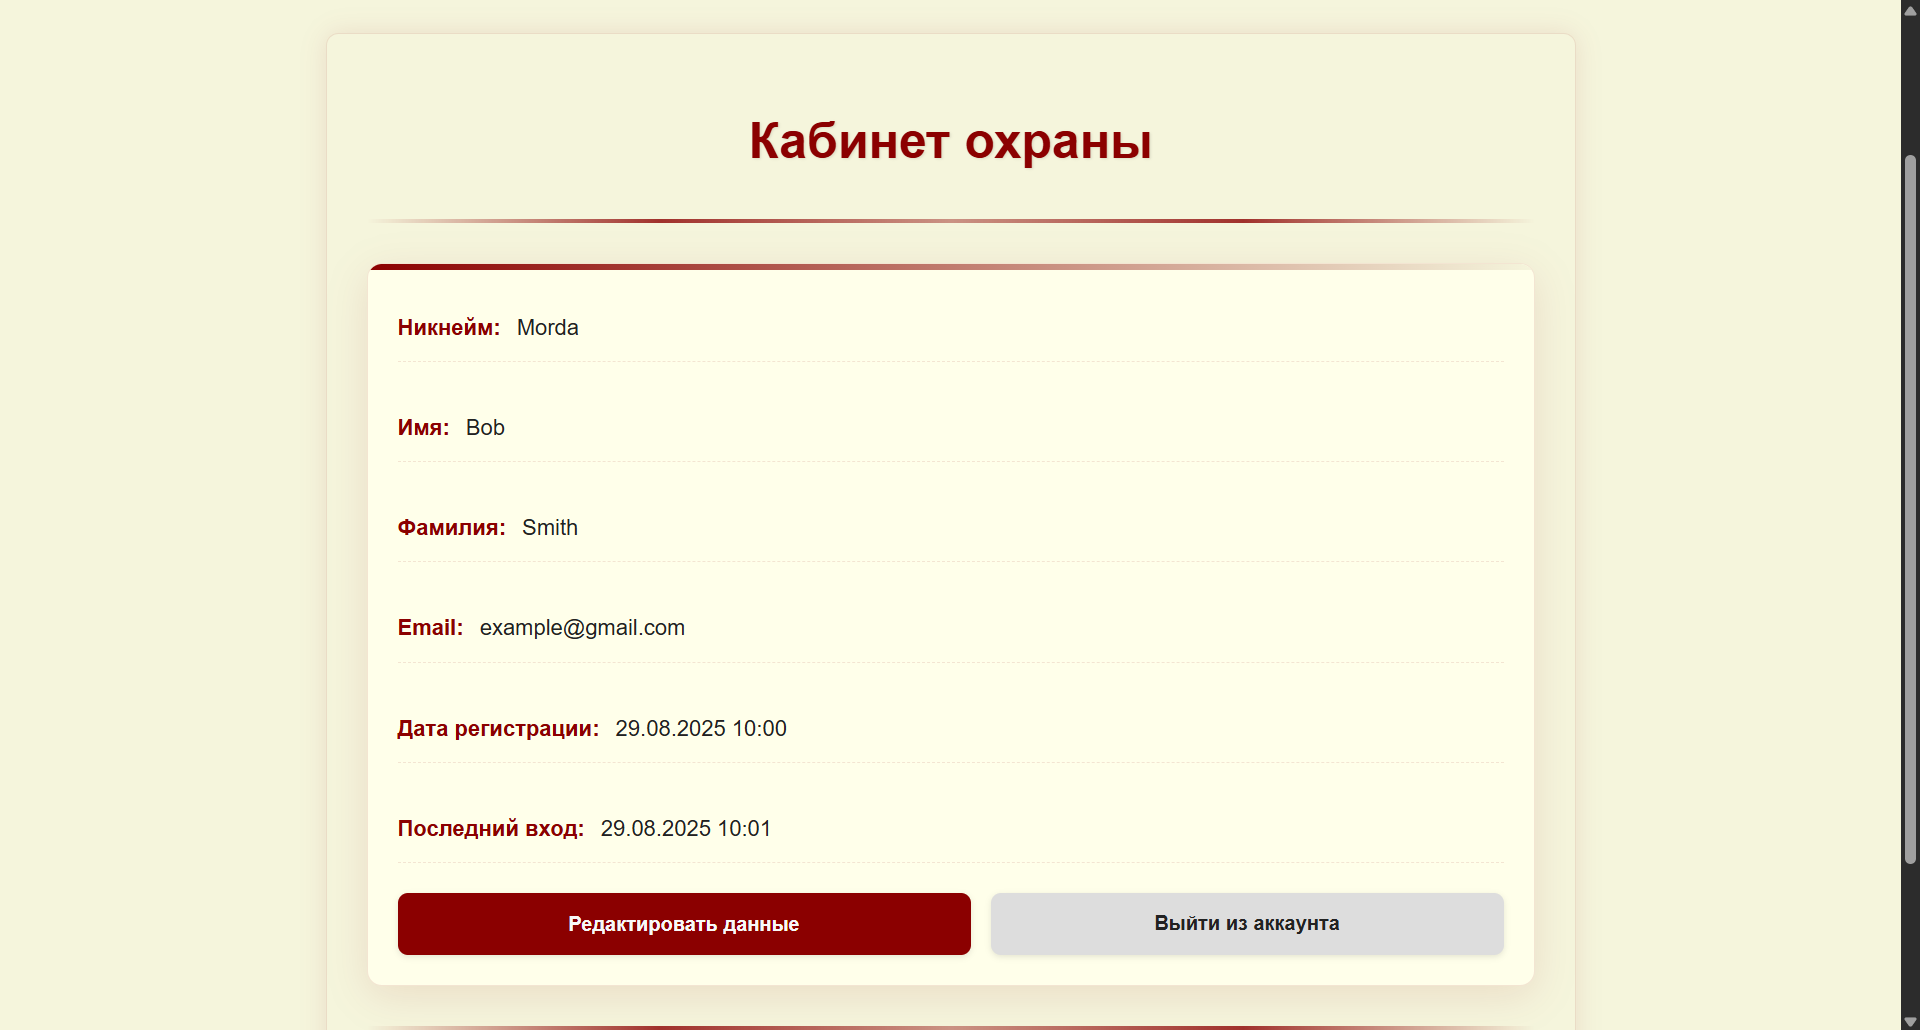 Кабинет охраны
Никнейм: Morda
Имя: Bob
Фамилия: Smith
Email: example@gmail.com
Дата регистрации: 29.08.2025 10:00
Последний вход: 29.08.2025 10:01
Редактировать данные
Выйти из аккаунта